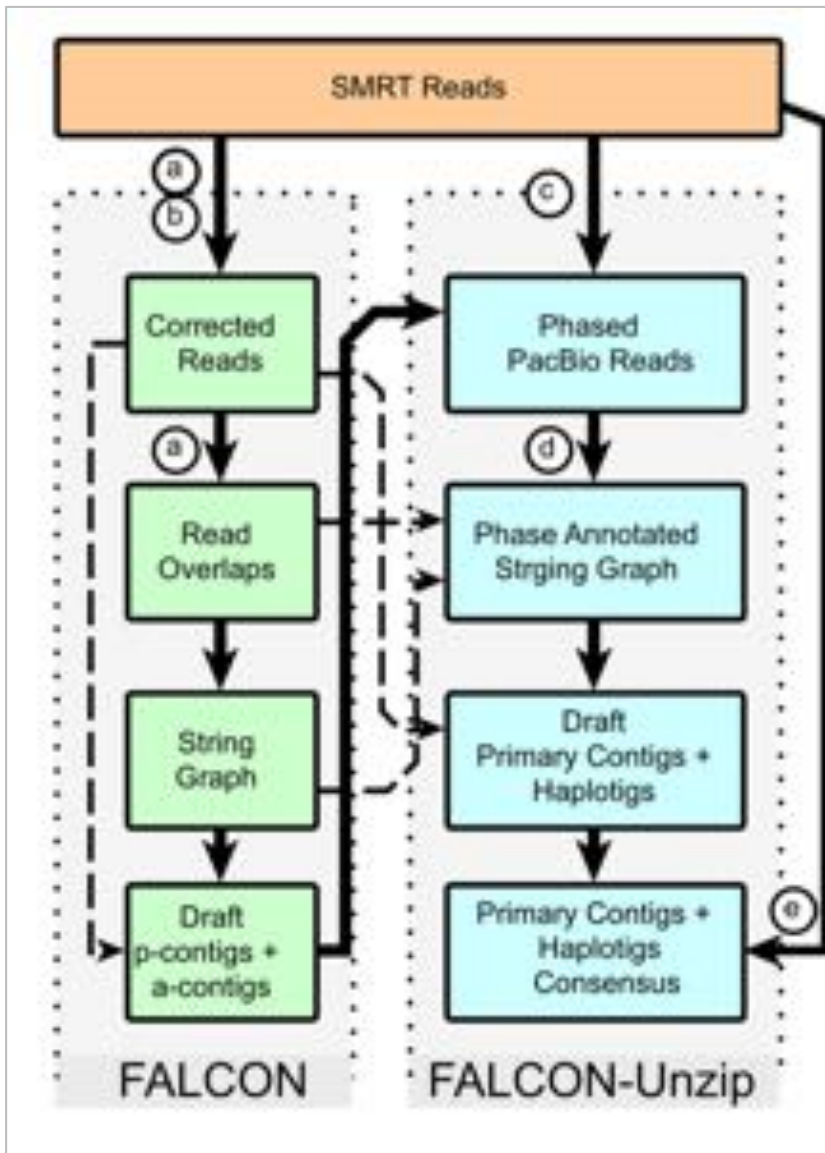 SMRT Reads
a
b
c
Corrected
Reads
Phased
PacBio Reads
a
d
Read
Overlaps
Phase Annotated
Strging Graph
String
Graph
Draft
Primary Contigs +
Haplotigs
Draft
p-contigs +
a-contigs
Primary Contigs +
Haplotigs
Consensus
e
FALCON
FALCON-Unzip